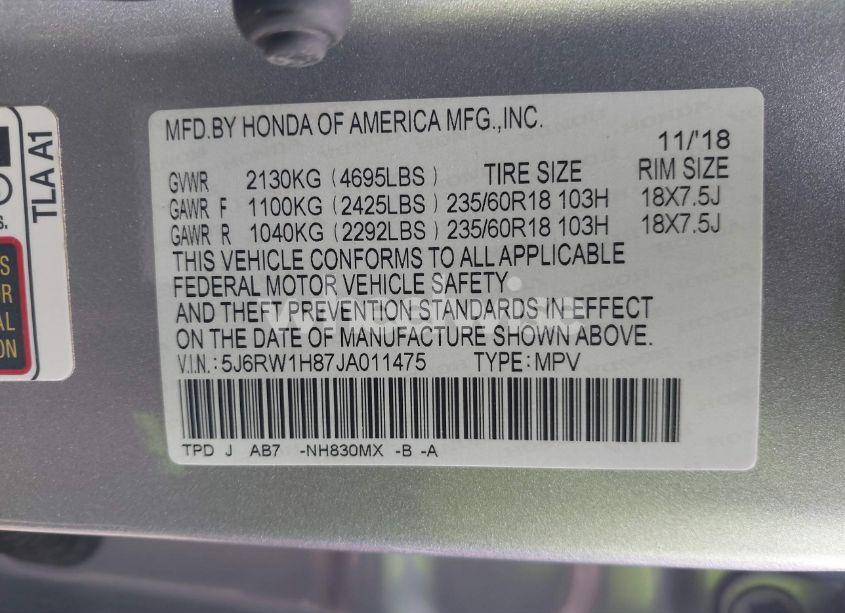 MFD.BY HONDA OF AMERICA MFG.,INC.
11/'18
GVWR 2130KG (4695LBS) TIRE SIZE RIM SIZE
GAWR F 1100KG (2425LBS) 235/60R18 103H 18X7.5J
GAWR R 1040KG (2292LBS) 235/60R18 103H 18X7.5J
THIS VEHICLE CONFORMS TO ALL APPLICABLE
FEDERAL MOTOR VEHICLE SAFETY
AND THEFT PREVENTION STANDARDS IN EFFECT
ON THE DATE OF MANUFACTURE SHOWN ABOVE.
V.I.N.: 5J6RW1H87JA011475 TYPE: MPV
TPD J AB7 -NH830MX -B -A
TLA A1